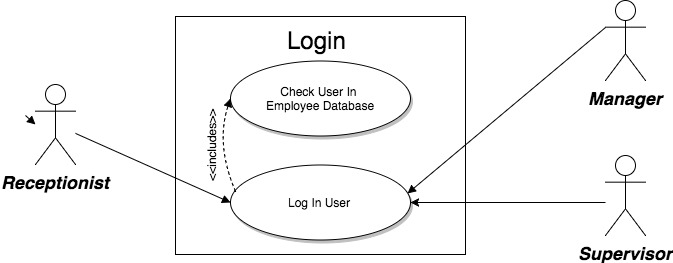 Login
Check User In
Employee Database
<<includes>>
Log In User
Receptionist
Manager
Supervisor